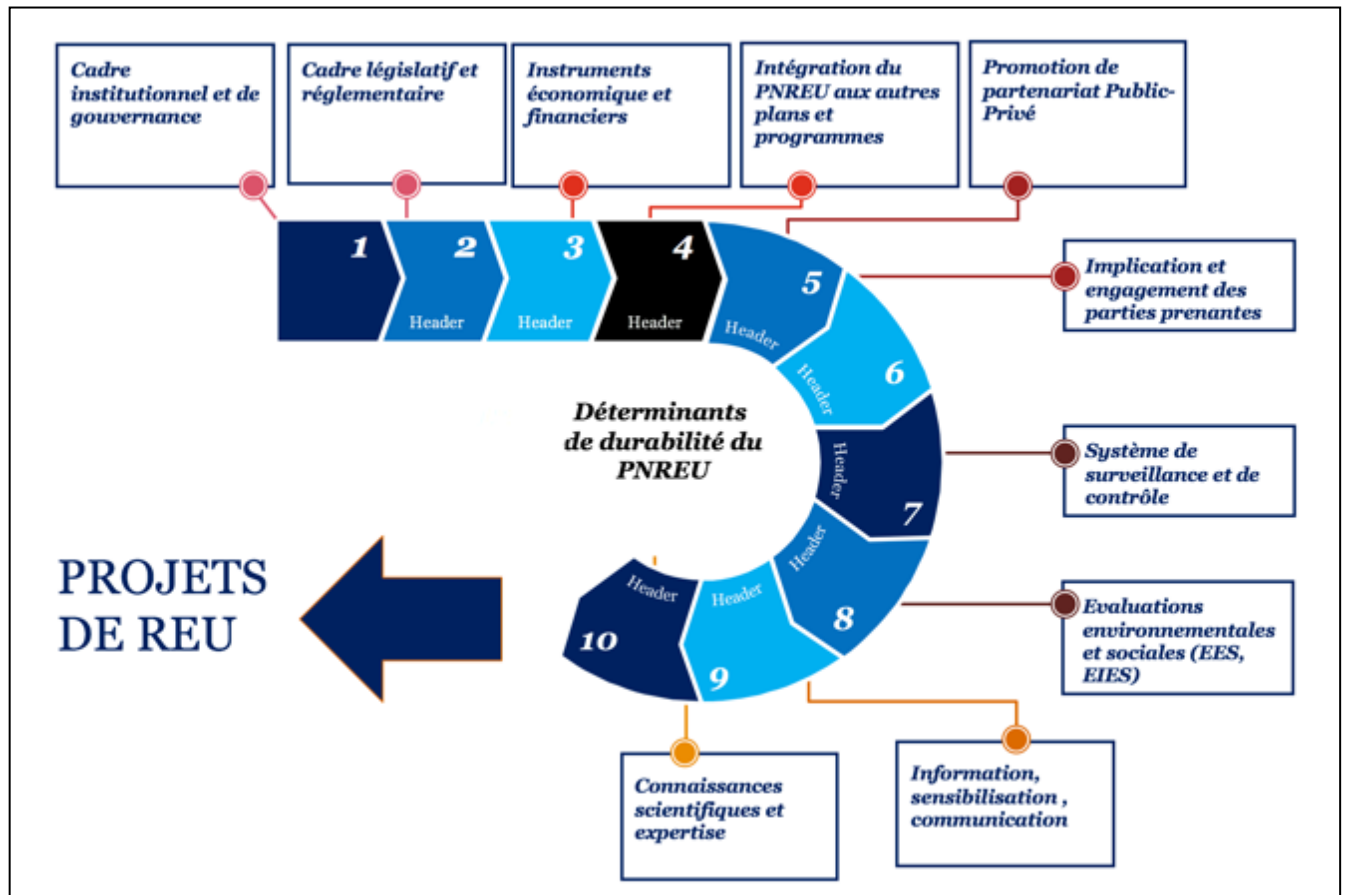 Cadre
institutionnel et de
gouvernance
Cadre législatif et
réglementaire
Instruments
économique et
financiers
Intégration du
PNREU aux autres
plans et
programmes
Promotion de
partenariat Public-
Privé
1
2
Header
3
Header
4
Header
5
Header
Implication et
engagement des
parties prenantes
6
Header
Déterminants
de durabilité du
PNREU
7
Header
Système de
surveillance et de
contrôle
8
Header
Evaluations
environnementales
et sociales (EES,
EIES)
9
Header
10
Header
PROJETS
DE REU
Connaissances
scientifiques et
expertise
Information,
sensibilisation ,
communication